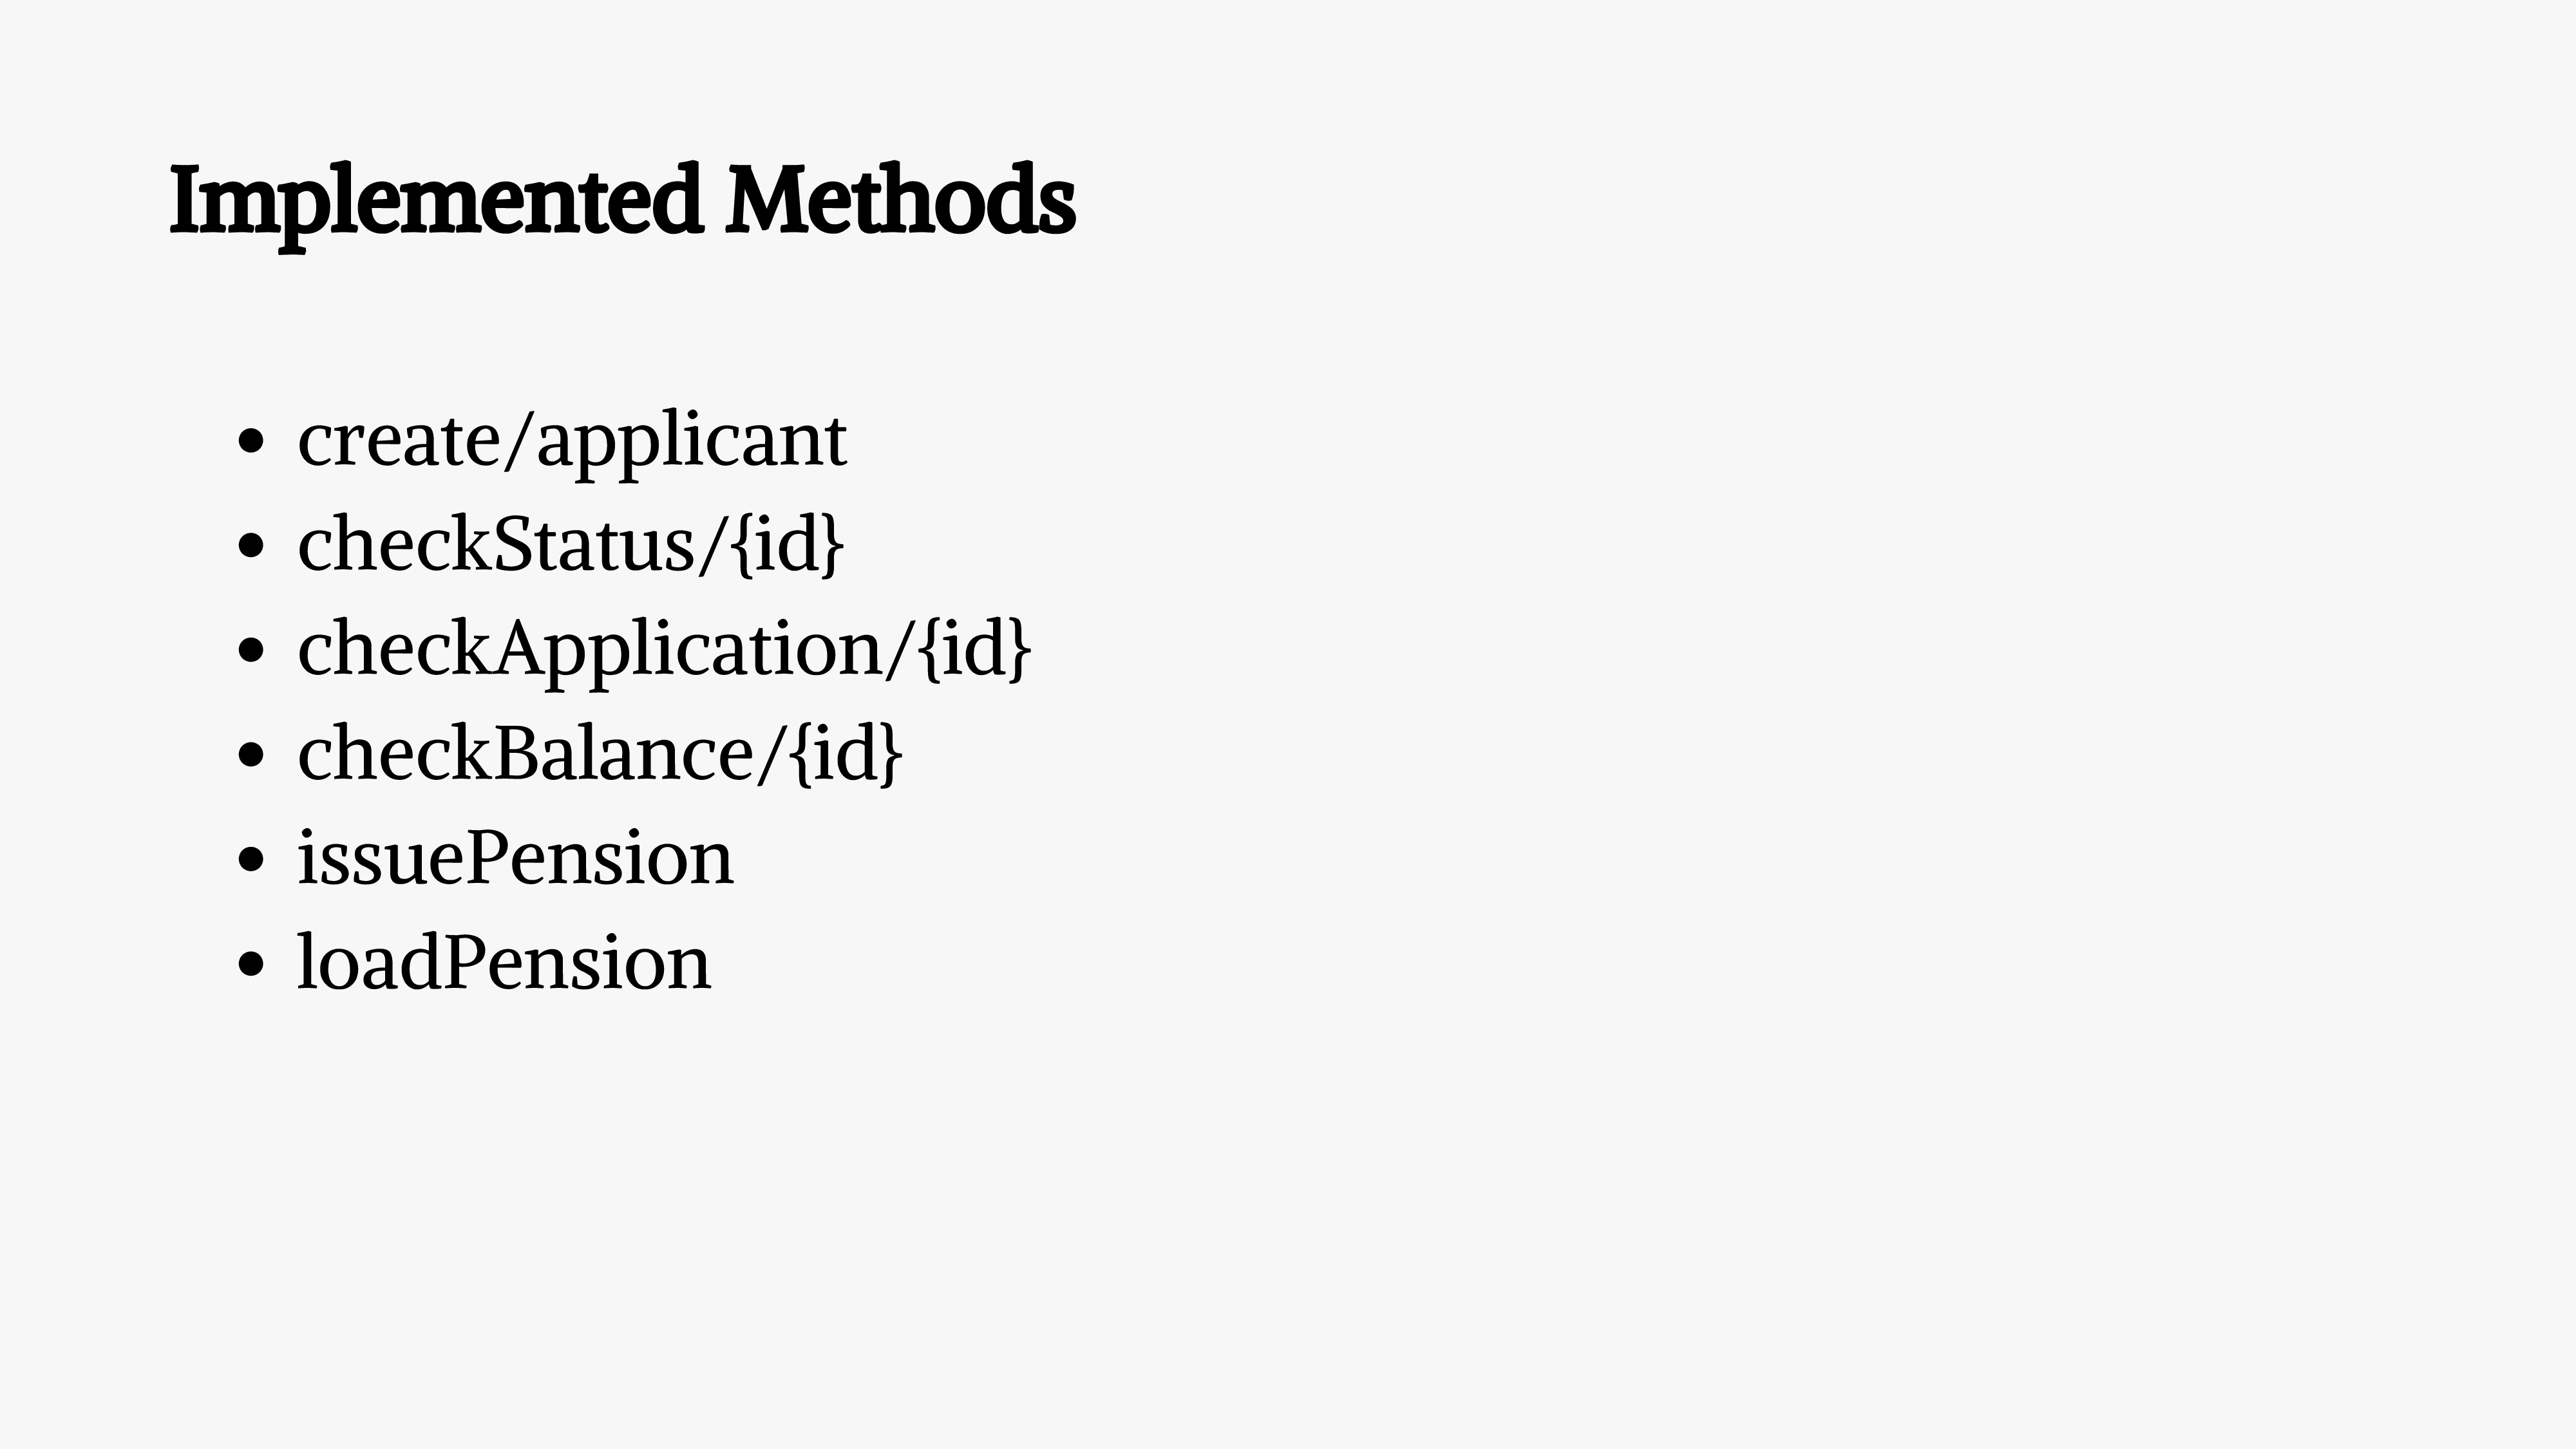 Implemented Methods
• create/applicant
• checkStatus/{id}
• checkApplication/{id}
• checkBalance/{id}
• issuePension
• loadPension